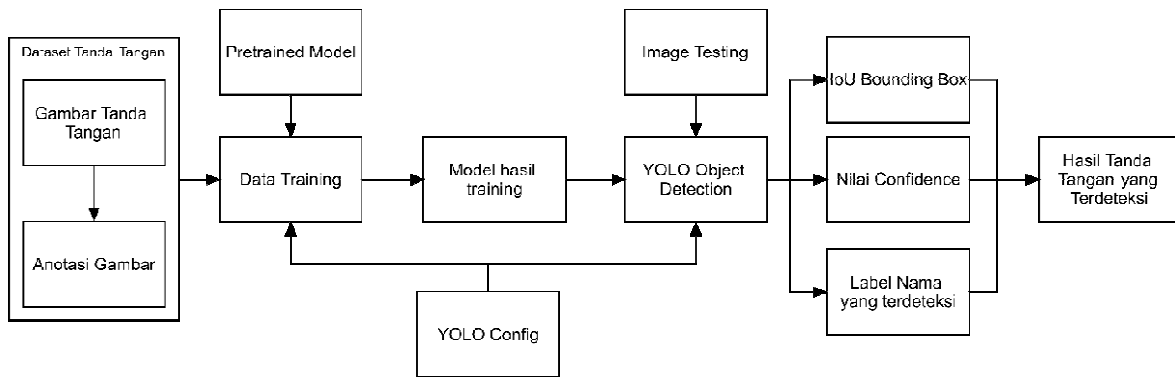 Dataset Tanda Tangan
Gambar Tanda
Tangan
Anotasi Gambar
Pretrained Model
Data Training
Model hasil
training
YOLO Config
Image Testing
YOLO Object
Detection
IoU Bounding Box
Nilai Confidence
Label Nama
yang terdeteksi
Hasil Tanda
Tangan yang
Terdeteksi